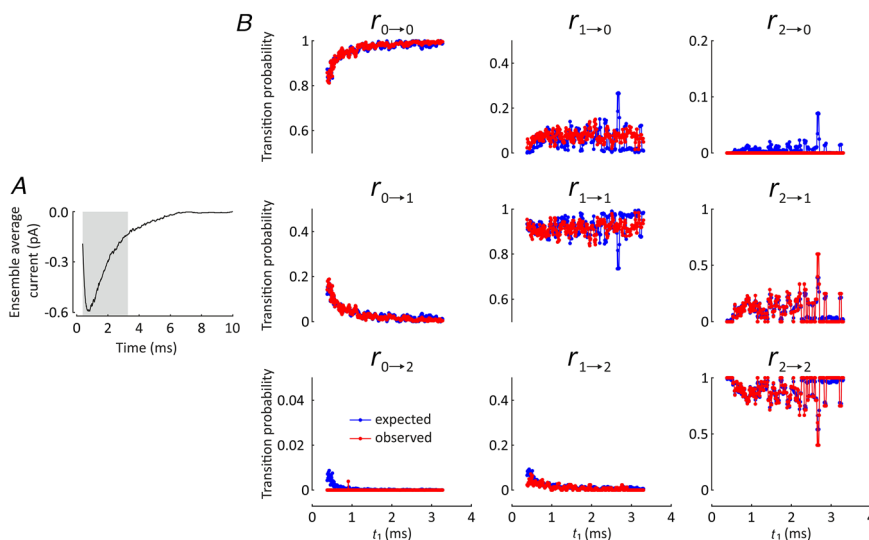 B
r0→0
r1→0
r2→0
Transition probability
1
0.8
0.6
0.4
0.2
0
0.2
0.1
0
A
Ensemble average
current (pA)
0.0
-0.3
-0.6
0 2 4 6 8 10
Time (ms)
r0→1
r1→1
r2→1
Transition probability
0.4
0.2
0
1
0.8
0.6
1
0.5
0
r0→2
r1→2
r2→2
Transition probability
0.04
0.02
0
expected
observed
0.4
0.2
0
1
0.5
0
0 1 2 3 4
t1 (ms)
0 1 2 3 4
t1 (ms)
0 1 2 3 4
t1 (ms)